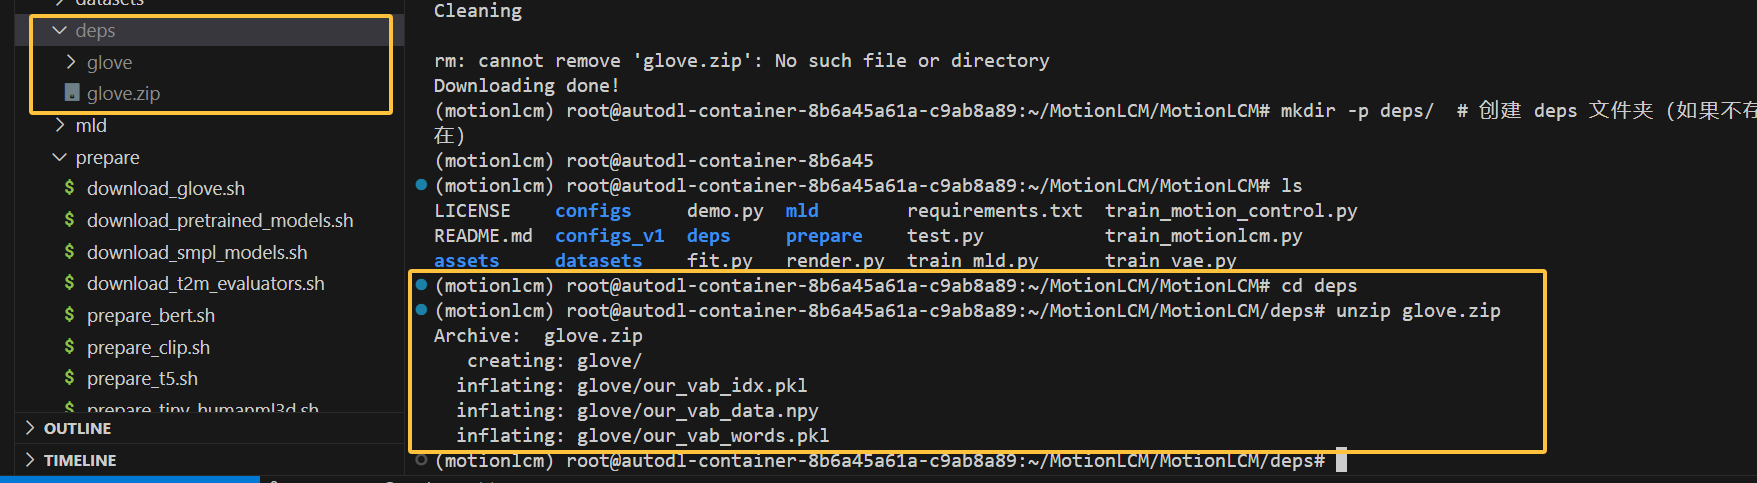 datasets
deps
glove
glove.zip
mld
prepare
download_glove.sh
download_pretrained_models.sh
download_smpl_models.sh
download_t2m_evaluators.sh
prepare_bert.sh
prepare_clip.sh
prepare_t5.sh
prepare_tiny_humanml3d.sh
OUTLINE
TIMELINE
Cleaning
rm: cannot remove 'glove.zip': No such file or directory
Downloading done!
(motionlcm) root@autodl-container-8b6a45a61a-c9ab8a89:~/MotionLCM/MotionLCM# mkdir -p deps/  # 创建 deps 文件夹 (如果不存
在)
(motionlcm) root@autodl-container-8b6a45
(motionlcm) root@autodl-container-8b6a45a61a-c9ab8a89:~/MotionLCM/MotionLCM# ls
LICENSE    configs     demo.py  mld        requirements.txt  train_motion_control.py
README.md  configs_v1  deps     prepare    test.py           train_motionlcm.py
assets     datasets    fit.py   render.py  train_mld.py      train_vae.py
(motionlcm) root@autodl-container-8b6a45a61a-c9ab8a89:~/MotionLCM/MotionLCM# cd deps
(motionlcm) root@autodl-container-8b6a45a61a-c9ab8a89:~/MotionLCM/MotionLCM/deps# unzip glove.zip
Archive:  glove.zip
creating: glove/
inflating: glove/our_vab_idx.pkl
inflating: glove/our_vab_data.npy
inflating: glove/our_vab_words.pkl
(motionlcm) root@autodl-container-8b6a45a61a-c9ab8a89:~/MotionLCM/MotionLCM/deps#